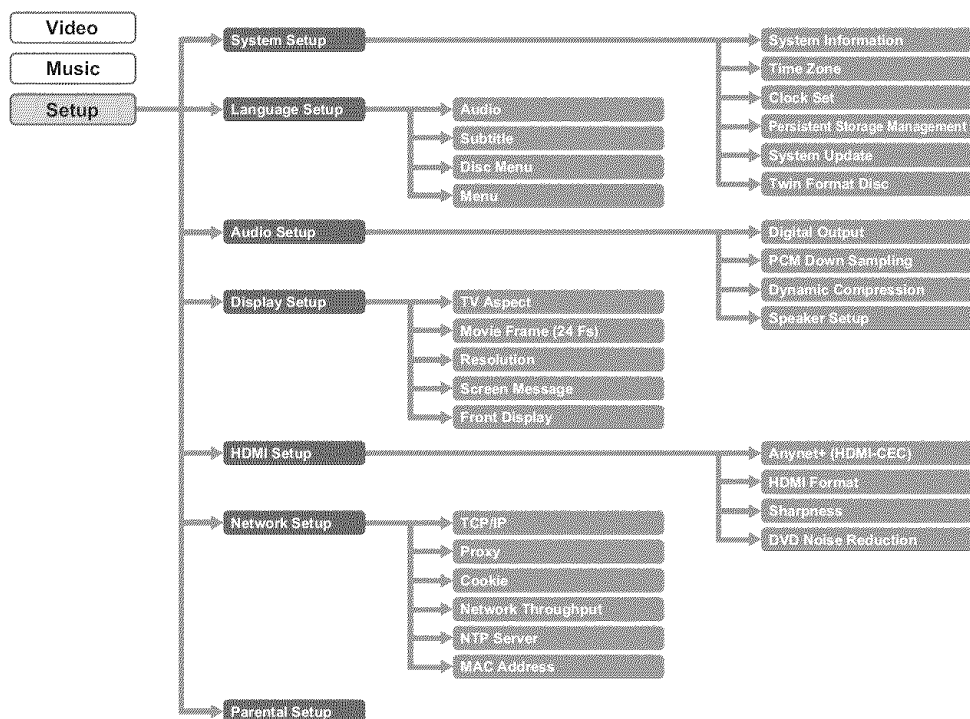 Video
Music
Setup
System Setup
System Information
Time Zone
Clock Set
Persistent Storage Management
System Update
Twin Format Disc
Language Setup
Audio
Subtitle
Disc Menu
Menu
Audio Setup
Digital Output
PCM Down Sampling
Dynamic Compression
Speaker Setup
Display Setup
TV Aspect
Movie Frame (24 Fs)
Resolution
Screen Message
Front Display
HDMI Setup
Anynet+ (HDMI-CEC)
HDMI Format
Sharpness
DVD Noise Reduction
Network Setup
TCP/IP
Proxy
Cookie
Network Throughput
NTP Server
MAC Address
Parental Setup